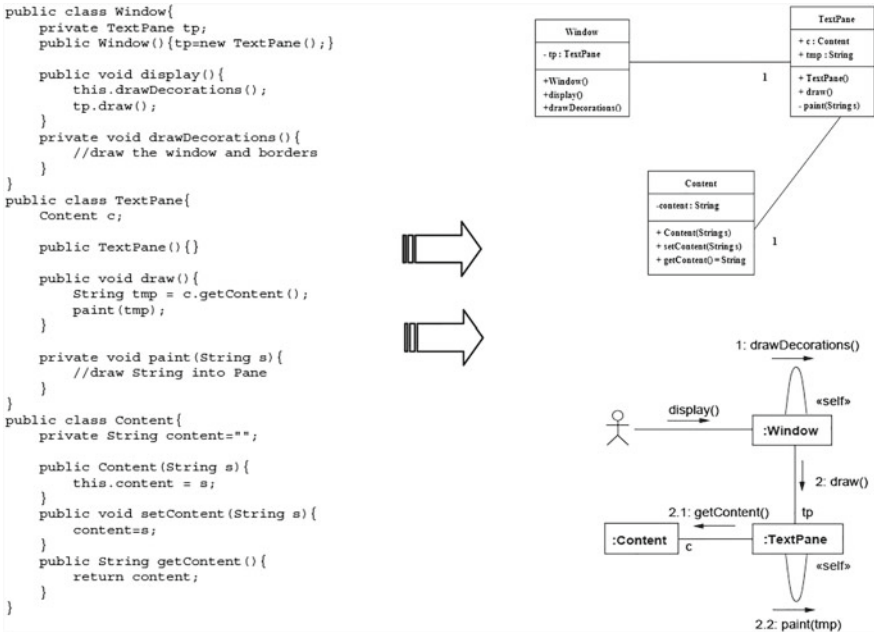 public class Window{
private TextPane tp;
public Window(){tp=new TextPane();}
public void display(){
this.drawDecorations();
tp.draw();
}
private void drawDecorations(){
//draw the window and borders
}
}
public class TextPane{
Content c;
public TextPane(){}
public void draw(){
String tmp = c.getContent();
paint(tmp);
}
private void paint(String s){
//draw String into Pane
}
}
public class Content{
private String content="";
public Content(String s){
this.content = s;
}
public void setContent(String s){
content=s;
}
public String getContent(){
return content;
}
}
Window
- tp : TextPane
+Window()
+display()
+drawDecorations()
1
TextPane
+ c : Content
+ tmp : String
+ TextPane()
+ draw()
- paint(String s)
Content
-content : String
+ Content(String s)
+ setContent(String s)
+ getContent() = String
1
1: drawDecorations()
«self»
display()
:Window
2: draw()
2.1: getContent()
tp
:Content
c
:TextPane
«self»
2.2: paint(tmp)